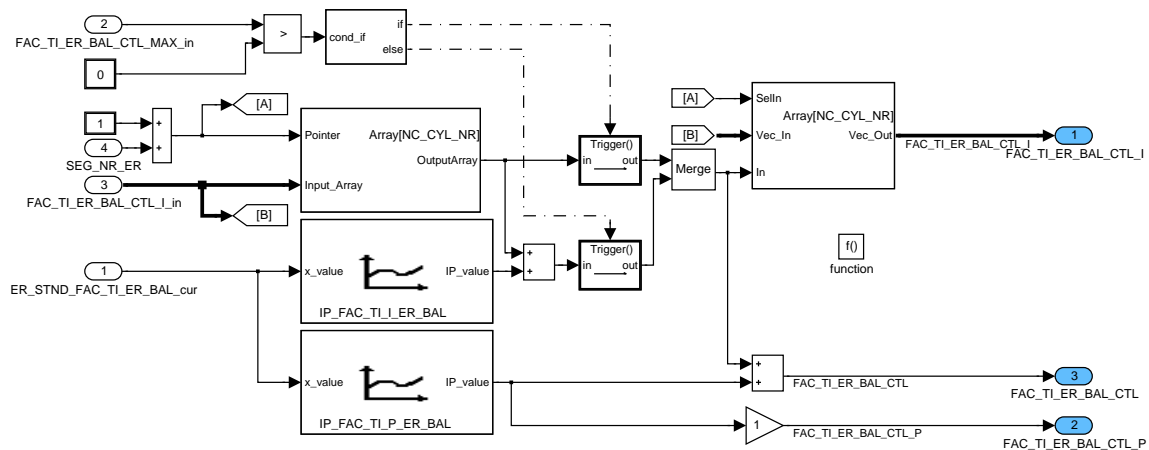 2
FAC_TI_ER_BAL_CTL_MAX_in
0
>
cond_if
if
else
1
+
+
4
SEG_NR_ER
3
FAC_TI_ER_BAL_CTL_I_in
[A]
[B]
Pointer
Array[NC_CYL_NR]
OutputArray
Input_Array
Trigger()
in
out
Merge
[A]
[B]
SelIn
Array[NC_CYL_NR]
Vec_In
Vec_Out
In
FAC_TI_ER_BAL_CTL_I
1
FAC_TI_ER_BAL_CTL_I
1
ER_STND_FAC_TI_ER_BAL_cur
x_value
IP_value
IP_FAC_TI_I_ER_BAL
+
+
Trigger()
in
out
f()
function
x_value
IP_value
IP_FAC_TI_P_ER_BAL
+
+
FAC_TI_ER_BAL_CTL
3
FAC_TI_ER_BAL_CTL
1
FAC_TI_ER_BAL_CTL_P
2
FAC_TI_ER_BAL_CTL_P